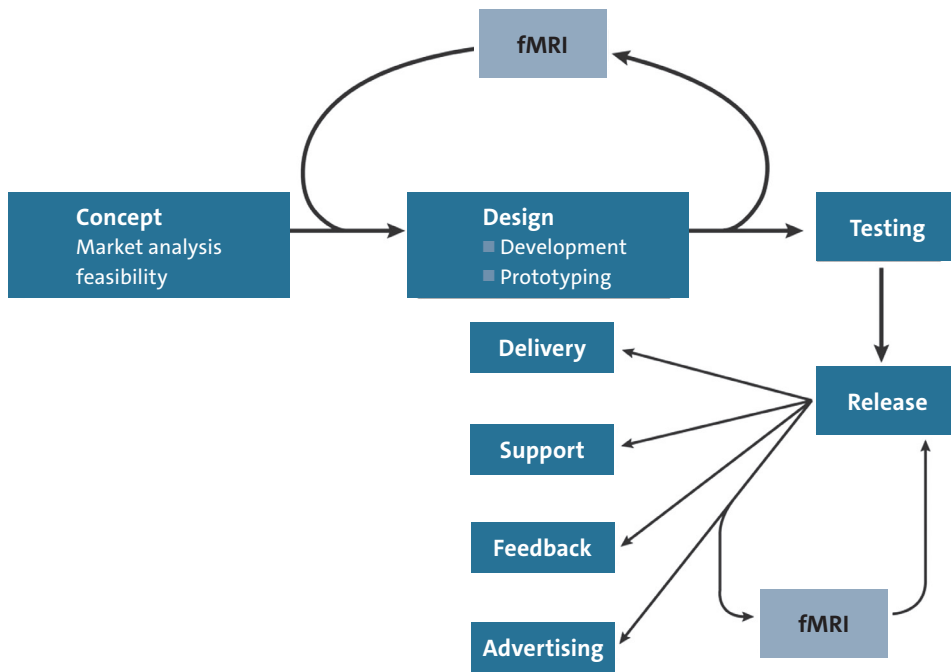 fMRI
Concept
Market analysis
feasibility
Design
Development
Prototyping
Testing
Delivery
Release
Support
Feedback
fMRI
Advertising